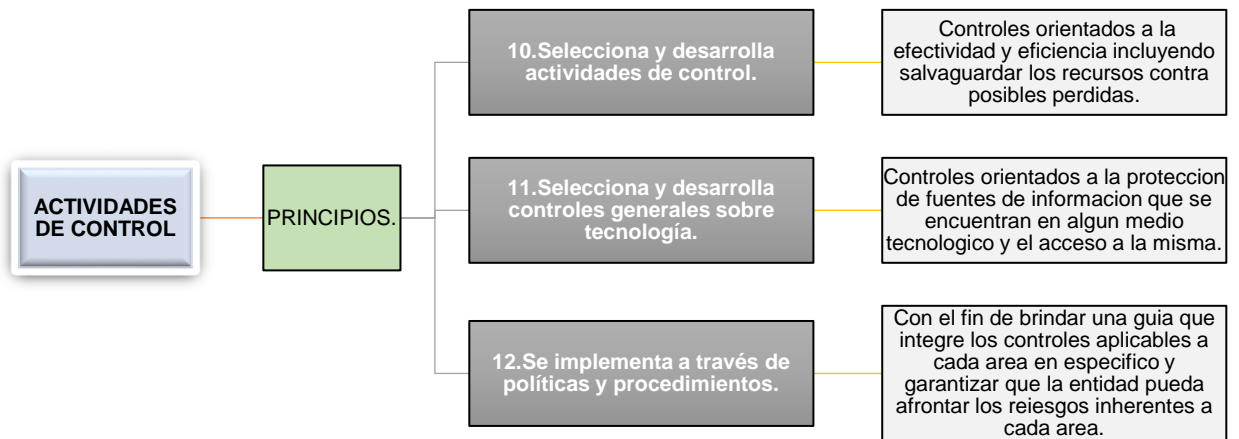 ACTIVIDADES
DE CONTROL
PRINCIPIOS.
10.Selecciona y desarrolla
actividades de control.
Controles orientados a la
efectividad y eficiencia incluyendo
salvaguardar los recursos contra
posibles perdidas.
11.Selecciona y desarrolla
controles generales sobre
tecnología.
Controles orientados a la proteccion
de fuentes de informacion que se
encuentran en algun medio
tecnologico y el acceso a la misma.
12.Se implementa a través de
políticas y procedimientos.
Con el fin de brindar una guia que
integre los controles aplicables a
cada area en especifico y
garantizar que la entidad pueda
afrontar los reiesgos inherentes a
cada area.